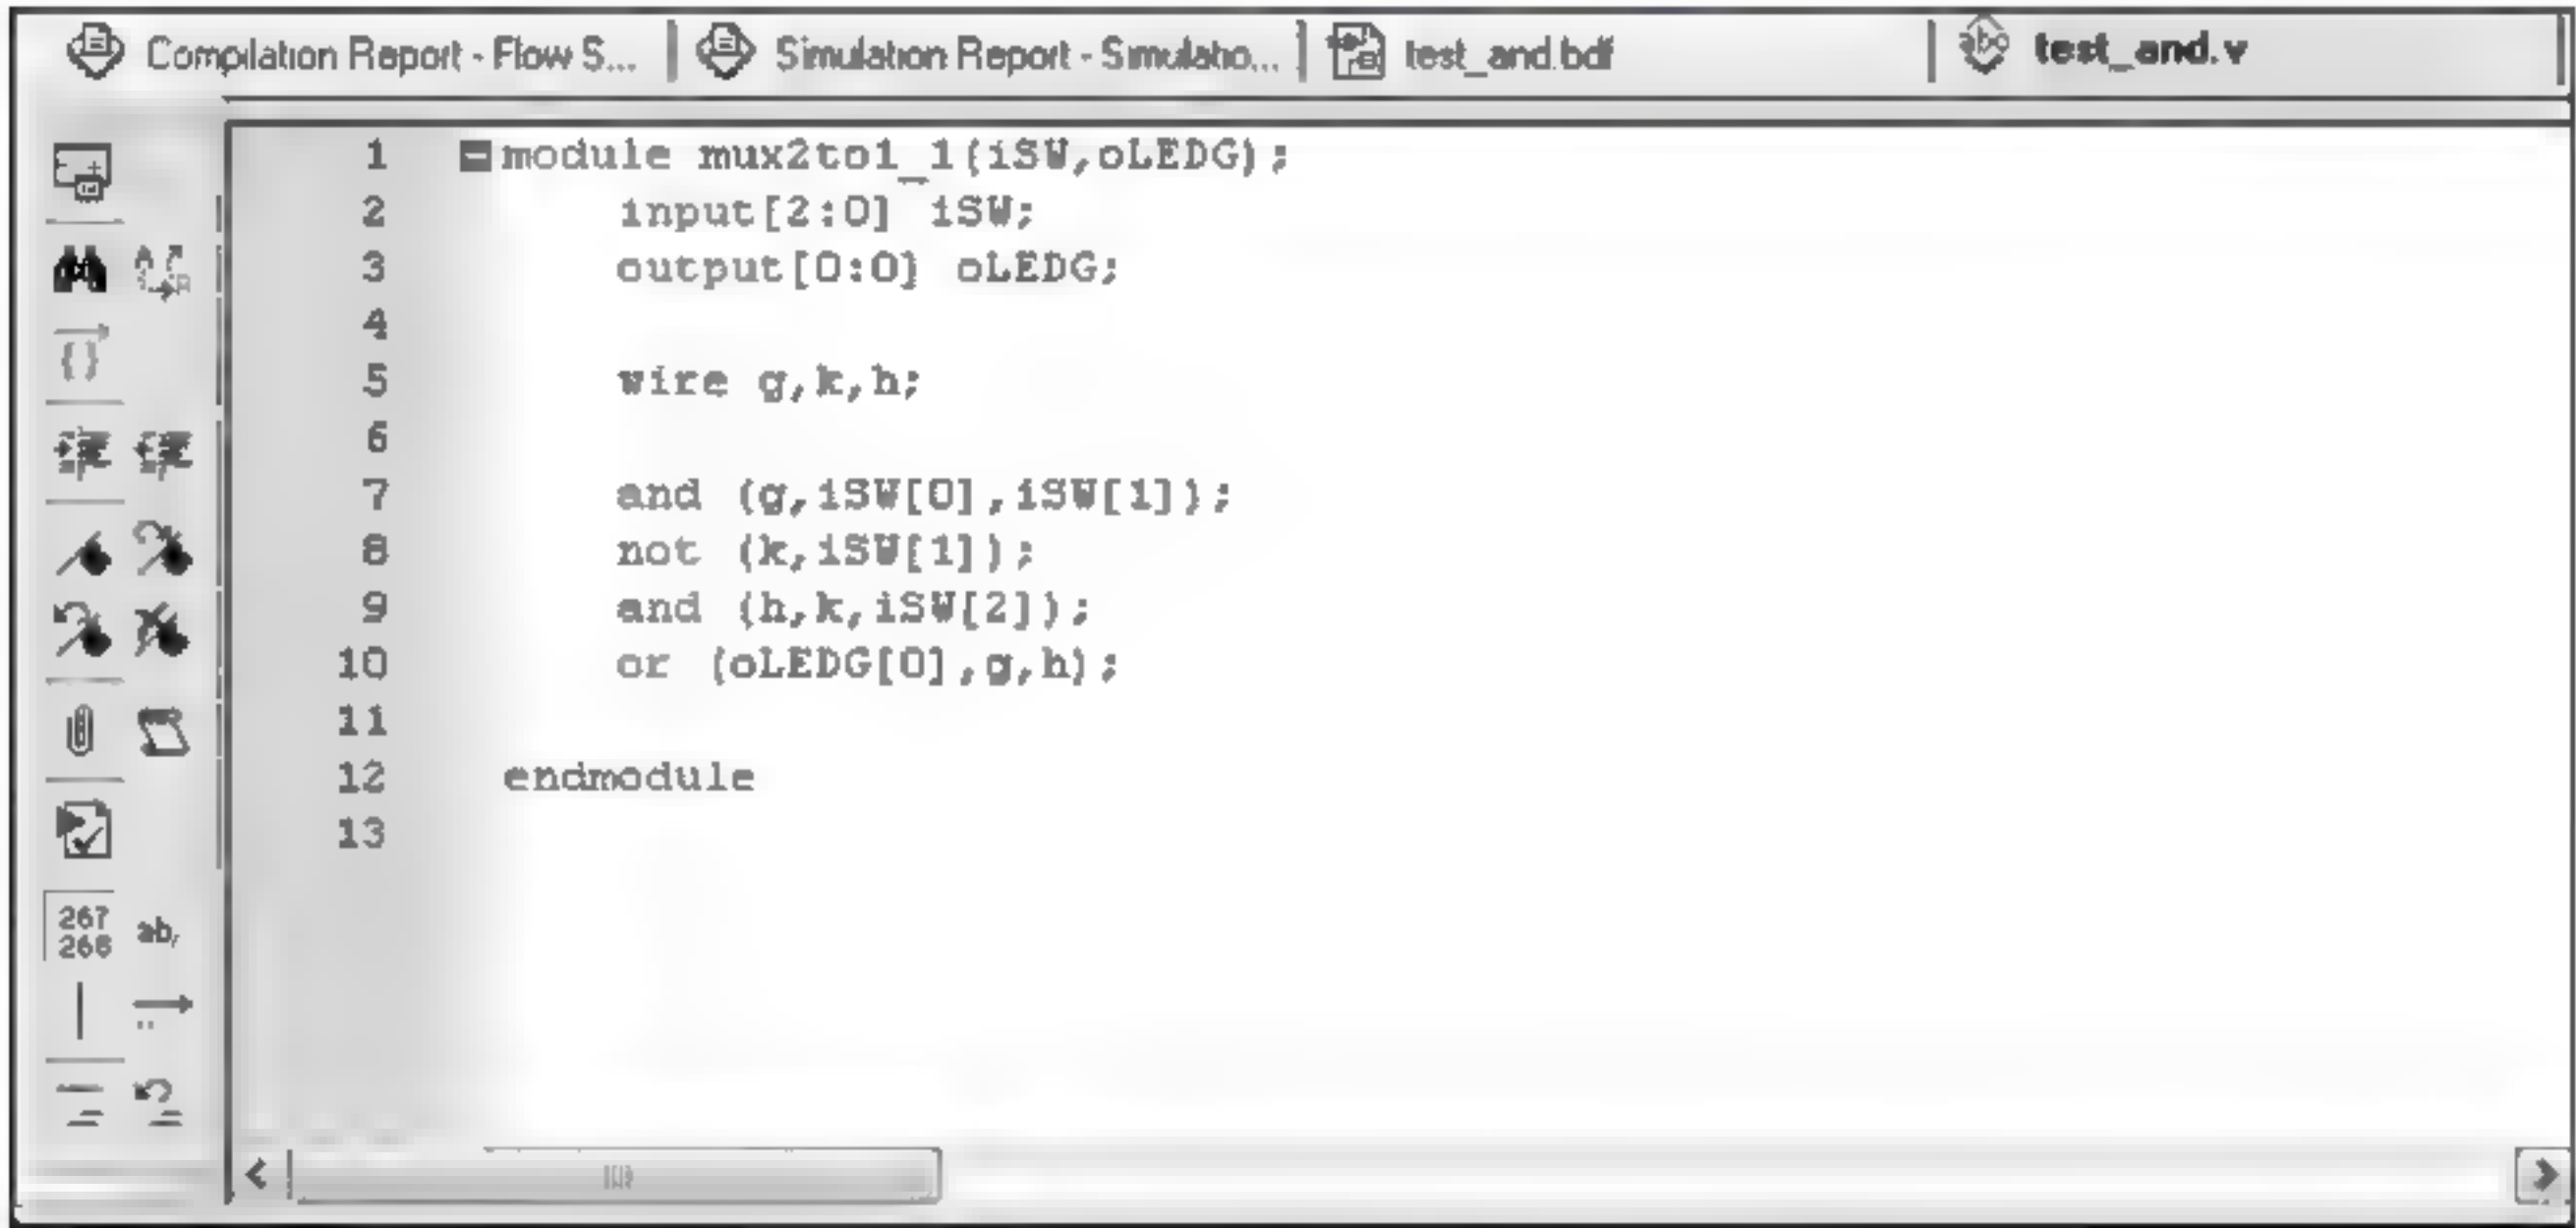 Compilation Report - Flow S... Simulation Report - Simulatio... test_and.bdf test_and.v
1 module mux2to1_1(iSW,oLEDG);
2 input[2:0] iSW;
3 output[0:0] oLEDG;
4
5 wire g,k,h;
6
7 and (g,iSW[0],iSW[1]);
8 not (k,iSW[1]);
9 and (h,k,iSW[2]);
10 or (oLEDG[0],g,h);
11
12 endmodule
13
267
268 ab/